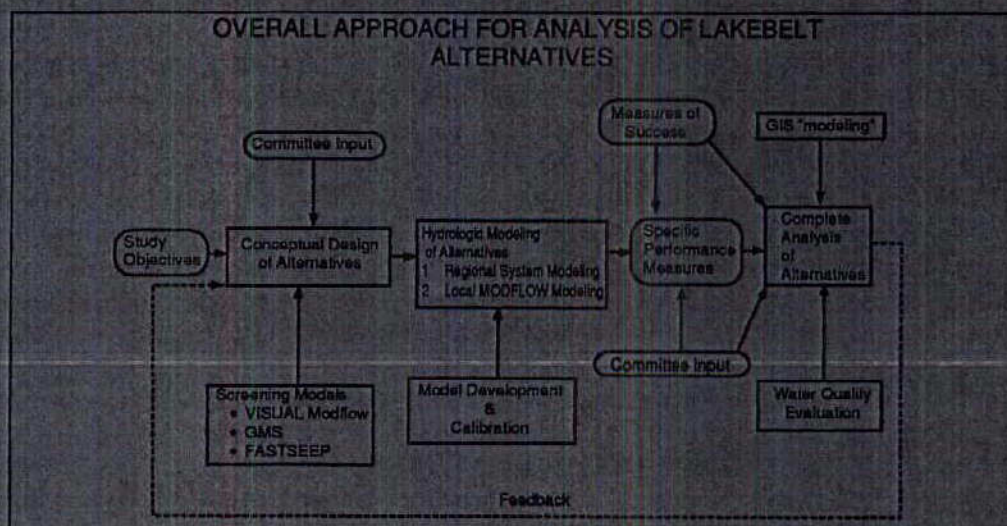 OVERALL APPROACH FOR ANALYSIS OF LAKEBELT
ALTERNATIVES
Measures of
Success
GIS "modeling"
Committee Input
Study
Objectives
Conceptual Design
of Alternatives
Hydrologic Modeling
of Alternatives
1 Regional System Modeling
2 Local MODFLOW Modeling
Specific
Performance
Measures
Complete
Analysis
of
Alternatives
Committee Input
Screening Models
• VISUAL Modflow
• GMS
• FASTSEEP
Model Development
&
Calibration
Water Quality
Evaluation
Feedback